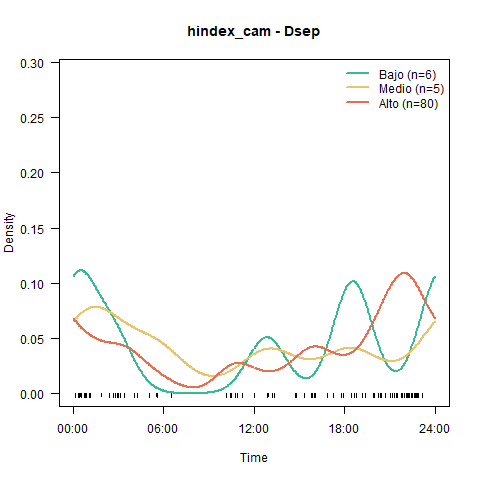 hindex_cam - Dsep
Bajo (n=6)
Medio (n=5)
Alto (n=80)
Density
0.30
0.25
0.20
0.15
0.10
0.05
0.00
00:00 06:00 12:00 18:00 24:00
Time